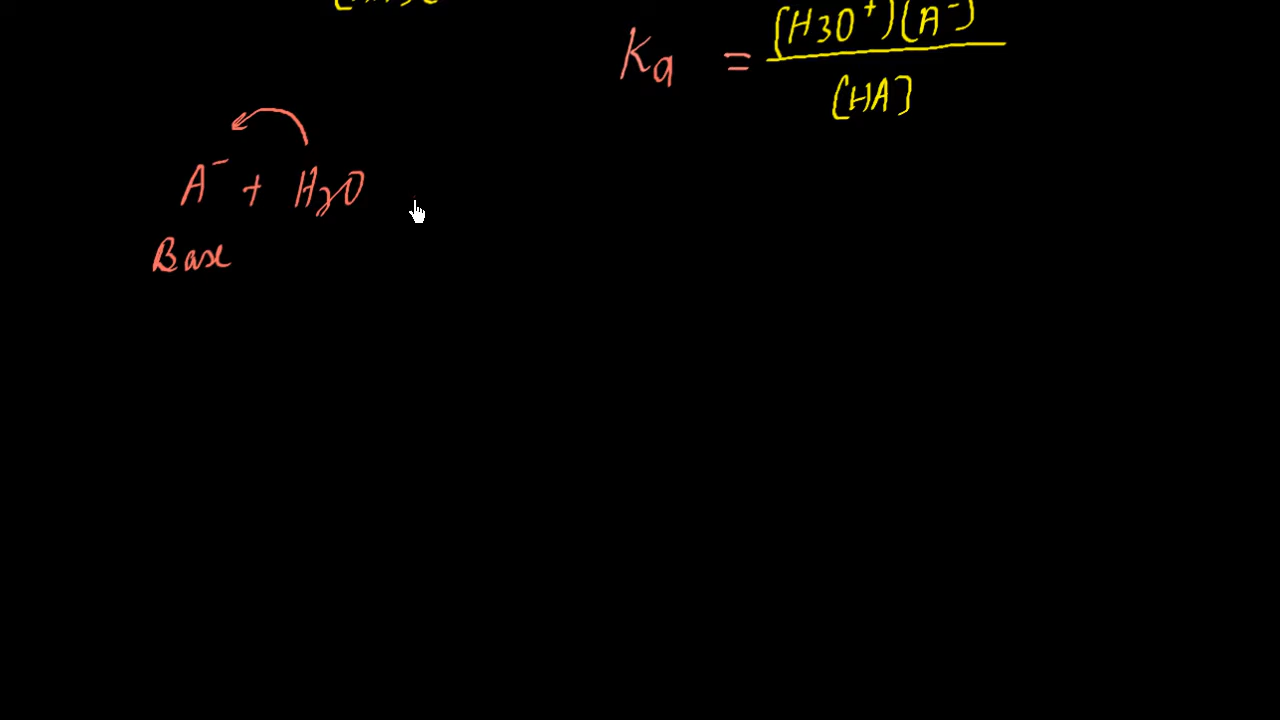 [H3O+)(A-]
Ka =
[HA]
A- + H2O
Base